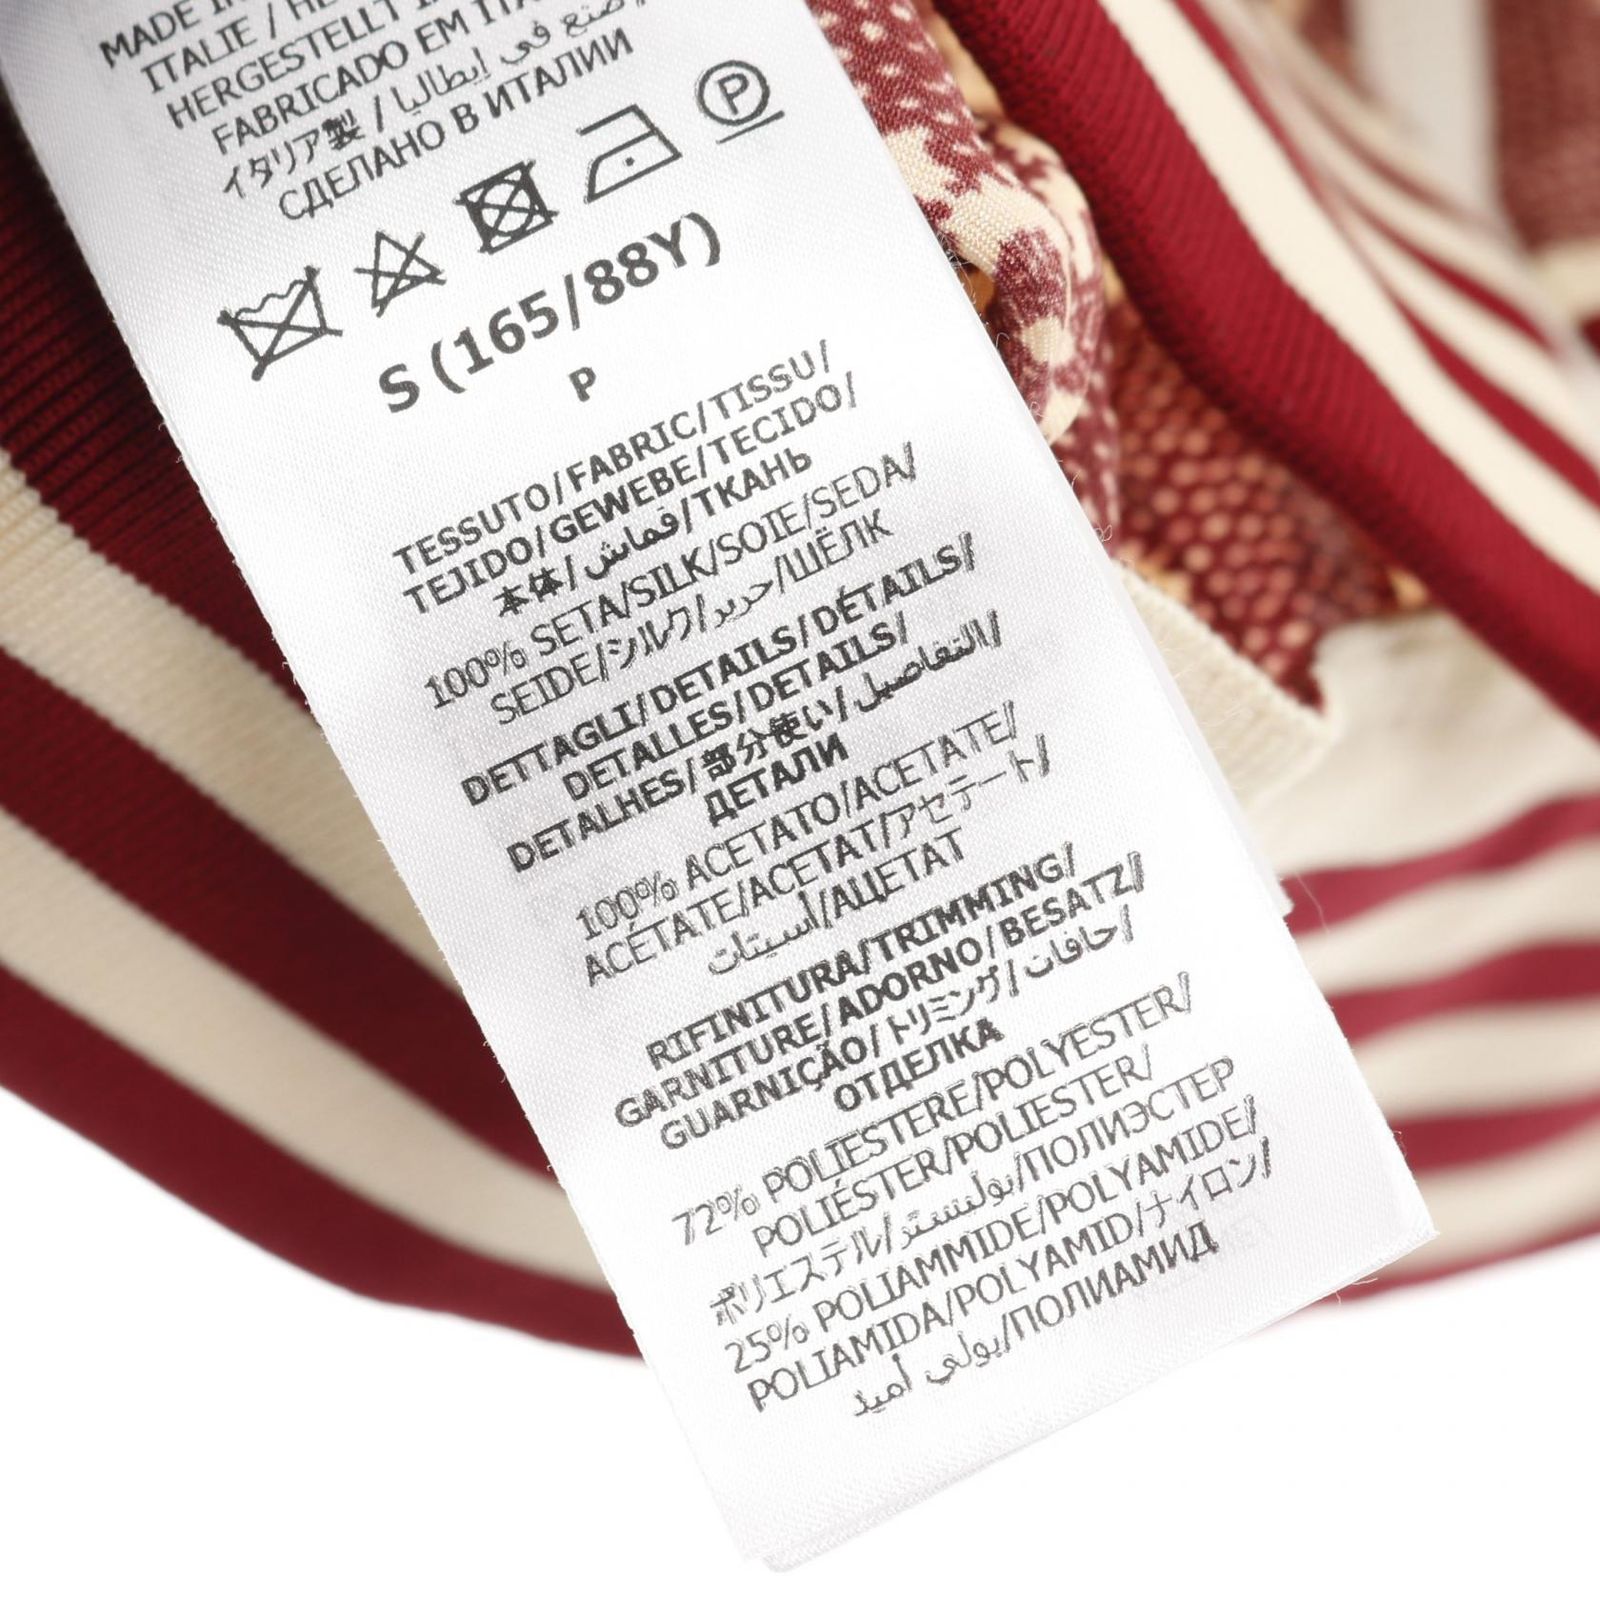 MADE IN
ITALIE /
HERGESTELLT
FABRICADO EM
イタリア製 / صنع في إيطاليا
СДЕЛАНО В ИТАЛИИ
P
S (165/88Y)
P
TESSUTO/FABRIC/TISSU/
TEJIDO/GEWEBE/TECIDO/
本体/قماش/ТКАНЬ
100% SETA/SILK/SOIE/SEDA/
SEIDE/シルク/حرير/ШЁЛК
DETTAGLI/DETAILS/DÉTAILS/
DETALLES/DETAILS/
DETALHES/部分使い/التفاصيل/
ДЕТАЛИ
100% ACETATO/ACETATE/
ACÉTATE/ACETAT/アセテート/
أسيتات/АЦЕТАТ
RIFINITURA/TRIMMING/
GARNITURE/ADORNO/BESATZ/
GUARNIÇÃO/トリミング/حافات/
ОТДЕЛКА
72% POLIESTERE/POLYESTER/
POLIÉSTER/POLIESTER/
ポリエステル/بوليستر/ПОЛИЭСТЕР
25% POLIAMMIDE/POLYAMIDE/
POLIAMIDA/POLYAMID/ナイロン/
بولي أميد/ПОЛИАМИД